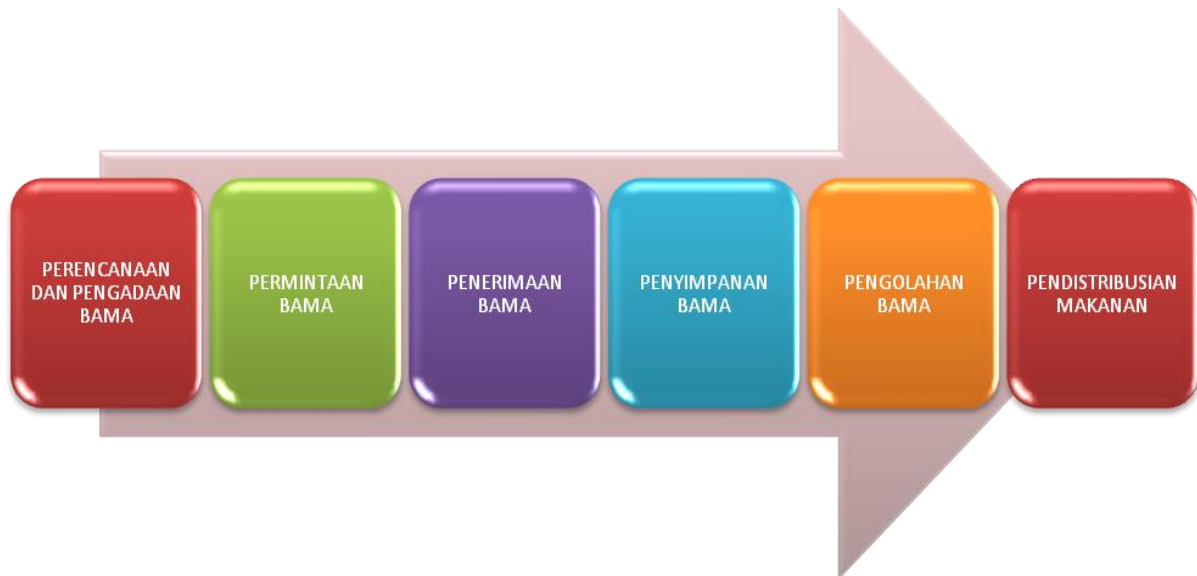 PERENCANAAN
DAN PENGADAAN
BAMA
PERMINTAAN
BAMA
PENERIMAAN
BAMA
PENYIMPANAN
BAMA
PENGOLAHAN
BAMA
PENDISTRIBUSIAN
MAKANAN